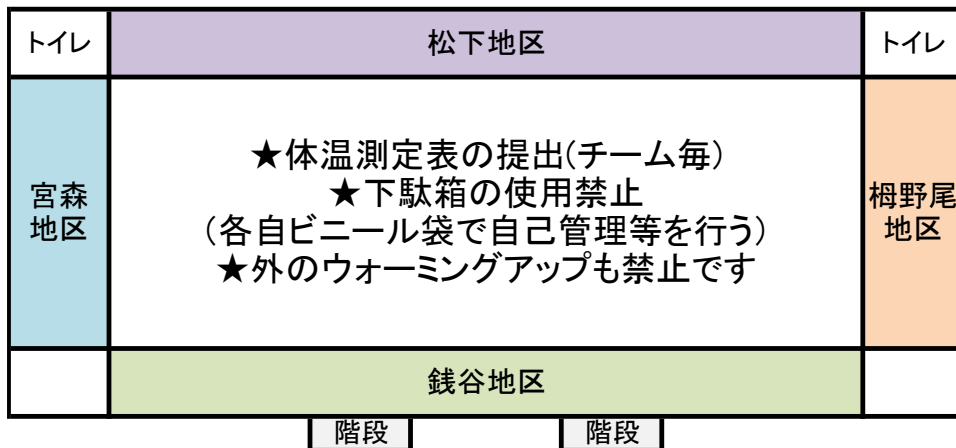 トイレ
松下地区
トイレ
宮森
地区
★体温測定表の提出(チーム毎)
★下駄箱の使用禁止
(各自ビニール袋で自己管理等を行う)
★外のウォーミングアップも禁止です
栂野尾
地区
銭谷地区
階段
階段